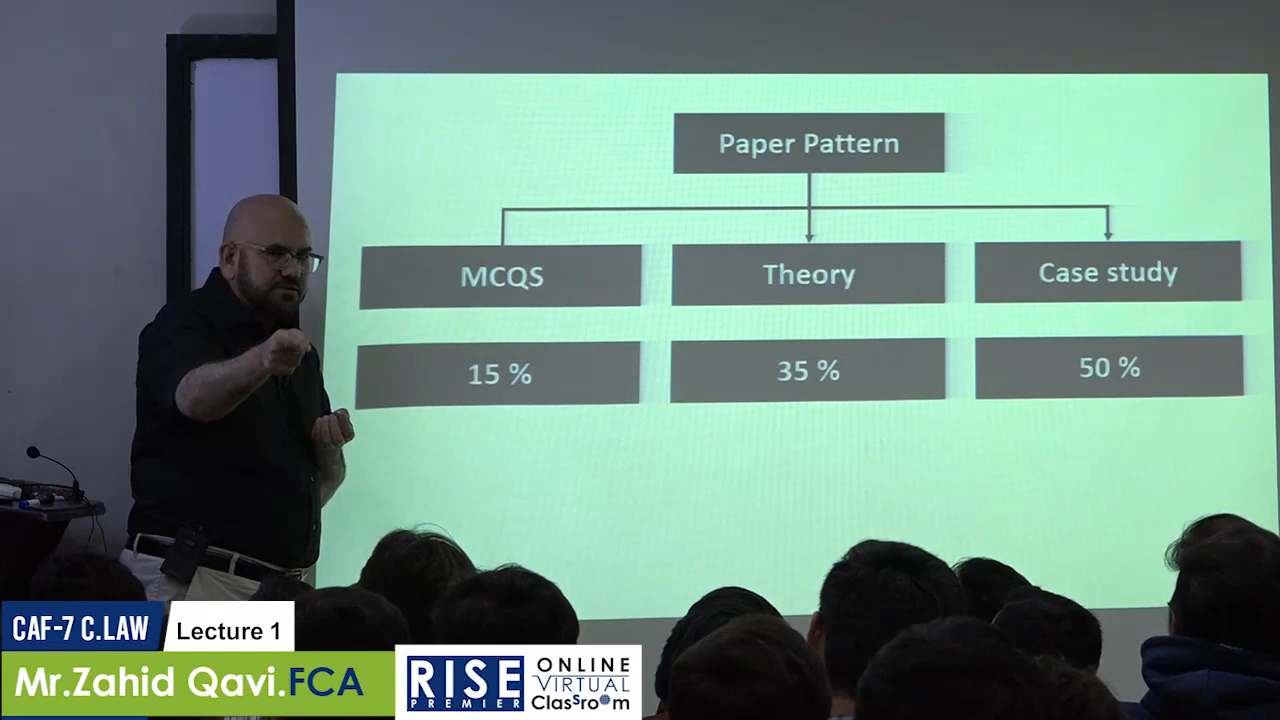 Paper Pattern
MCQS
Theory
Case study
15 %
35 %
50 %
CAF-7 C.LAW
Lecture 1
Mr.Zahid Qavi.FCA
RISE
PREMIER
ONLINE
VIRTUAL
Classroom